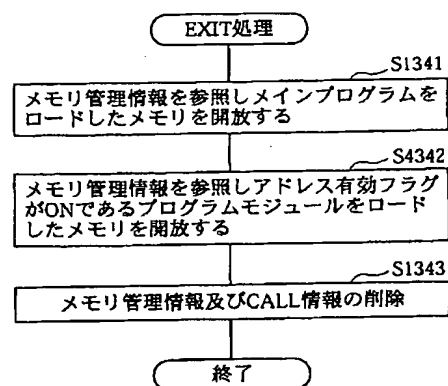 EXIT処理
S1341
メモリ管理情報を参照しメインプログラムを
ロードしたメモリを開放する
S4342
メモリ管理情報を参照しアドレス有効フラグ
がONであるプログラムモジュールをロード
したメモリを開放する
S1343
メモリ管理情報及びCALL情報の削除
終了